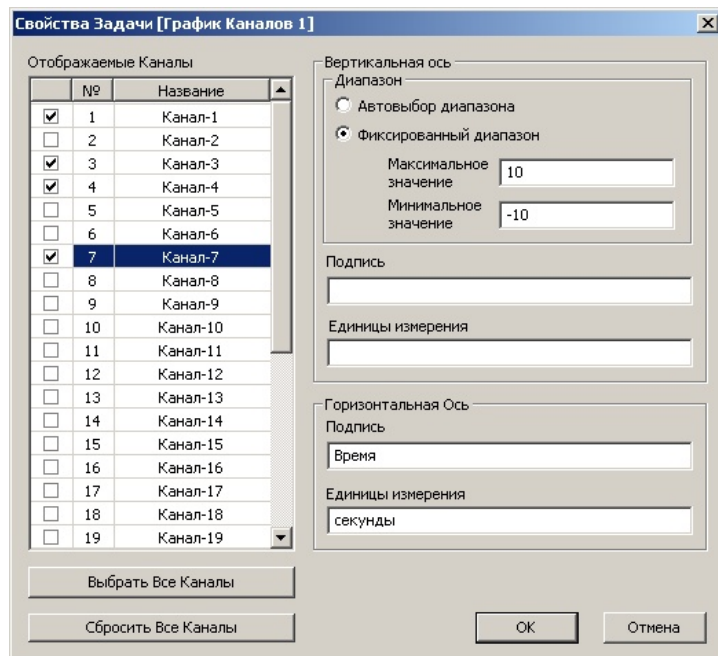 Свойства Задачи [График Каналов 1]
Отображаемые Каналы
№ Название
1 Канал-1
2 Канал-2
3 Канал-3
4 Канал-4
5 Канал-5
6 Канал-6
7 Канал-7
8 Канал-8
9 Канал-9
10 Канал-10
11 Канал-11
12 Канал-12
13 Канал-13
14 Канал-14
15 Канал-15
16 Канал-16
17 Канал-17
18 Канал-18
19 Канал-19
Выбрать Все Каналы
Сбросить Все Каналы
Вертикальная ось
Диапазон
Автовыбор диапазона
Фиксированный диапазон
Максимальное
значение
10
Минимальное
значение
-10
Подпись
Единицы измерения
Горизонтальная Ось
Подпись
Время
Единицы измерения
секунды
OK
Отмена